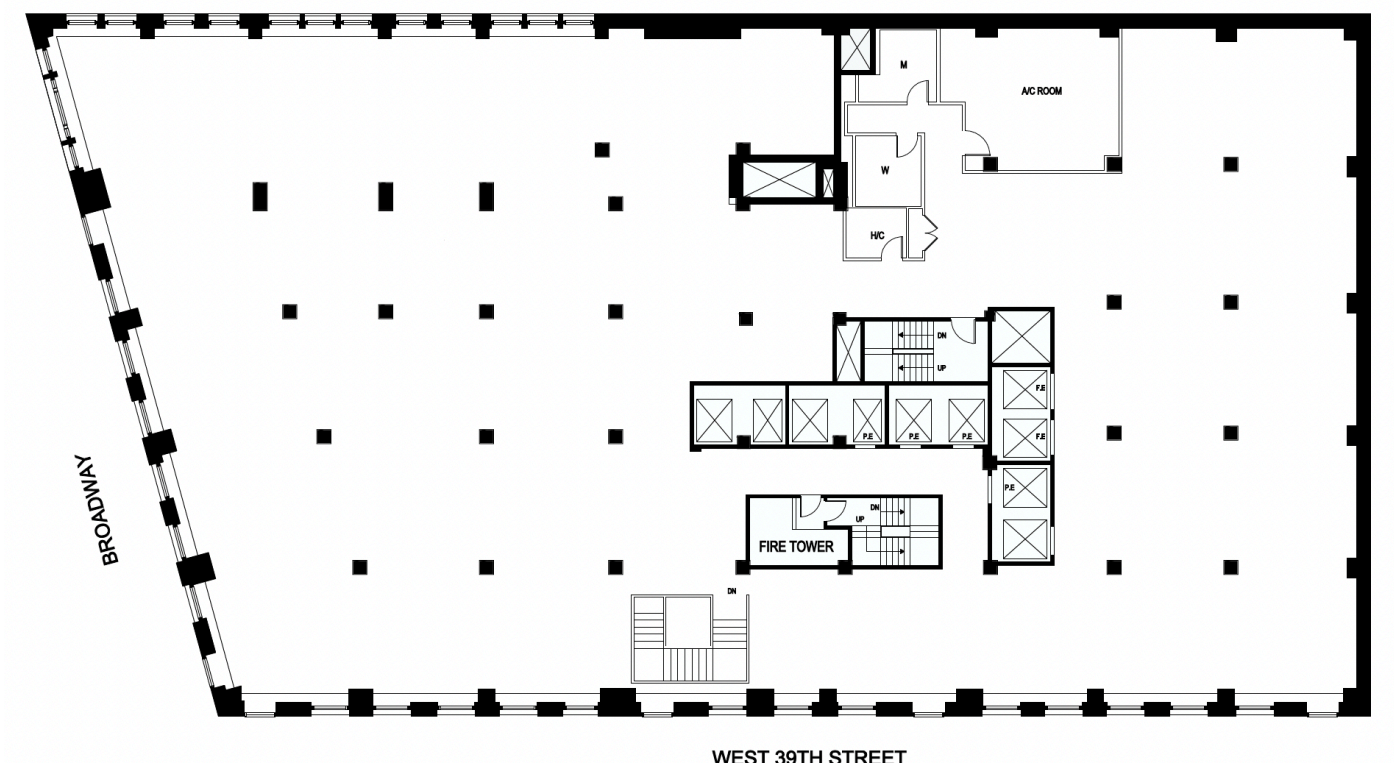 M
A/C ROOM
W
H/C
DN
UP
F.E
F.E
P.E
P.E
P.E
P.E
BROADWAY
DN
UP
FIRE TOWER
DN
WEST 39TH STREET